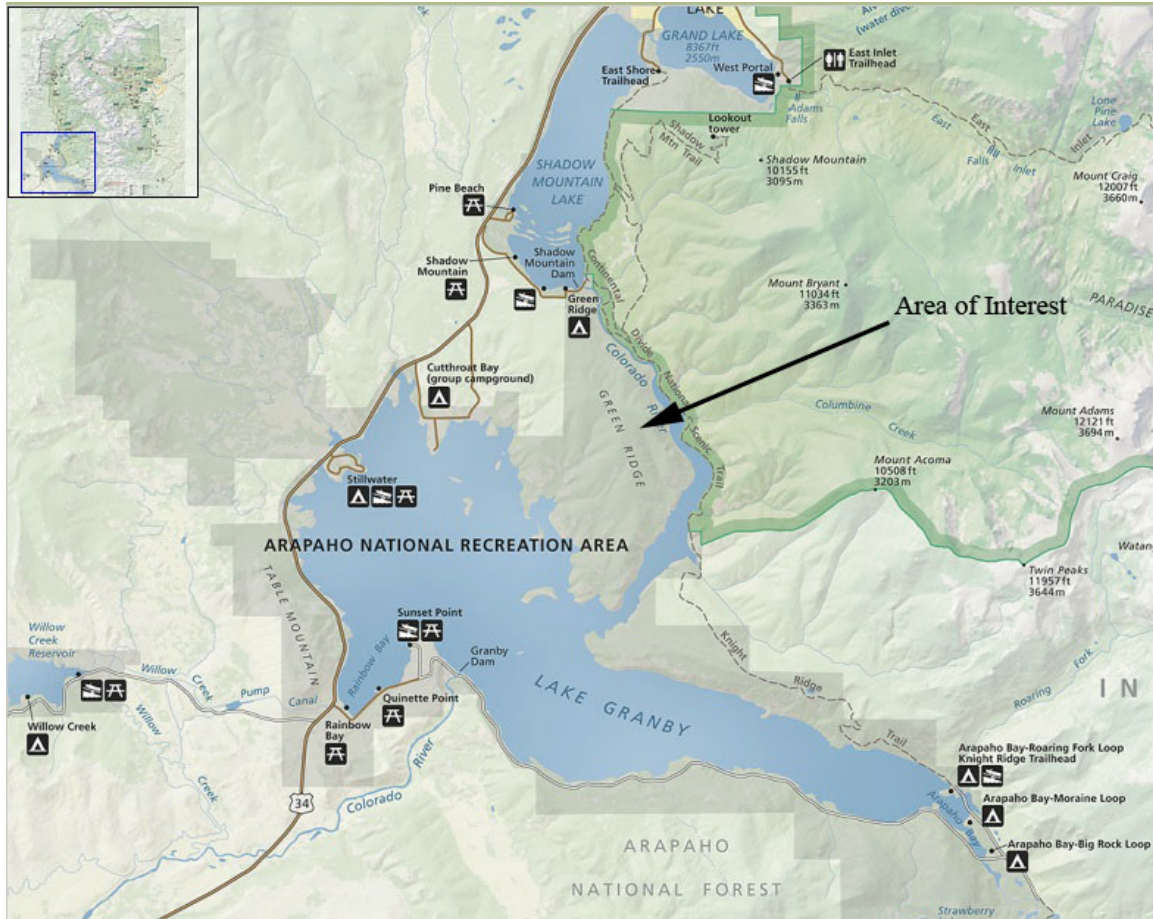 LAKE
GRAND LAKE
8367ft
2550m
(water dive
East Inlet
Trailhead
West Portal
East Shore
Trailhead
Adams
Falls
Lone
Pine
Lake
Lookout
tower
Shadow
Mtn Trail
East
Inlet
Falls
East
Inlet
Shadow Mountain
10155ft
3095m
Mount Craig
12007ft
3660m
SHADOW
MOUNTAIN
LAKE
Pine Beach
Shadow
Mountain
Shadow
Mountain
Dam
Green
Ridge
Continental
Divide
National
Scenic
Trail
Mount Bryant
11034ft
3363m
Area of Interest
PARADISE
Colorado
River
GREEN RIDGE
Cutthroat Bay
(group campground)
Columbine
Creek
Mount Adams
12121ft
3694m
Mount Acoma
10508ft
3203m
Stillwater
ARAPAHO NATIONAL RECREATION AREA
Watang
Twin Peaks
11957ft
3644m
TABLE MOUNTAIN
Sunset Point
Willow
Creek
Reservoir
Rainbow Bay
Granby
Dam
Knight
Ridge
Trail
Fork
Roaring
IN
Willow
Creek
Pump
Canal
Willow
Creek
Willow Creek
Quinette Point
Rainbow
Bay
LAKE GRANBY
34
Colorado
River
Arapaho Bay-Roaring Fork Loop
Knight Ridge Trailhead
Arapaho Bay-Moraine Loop
Arapaho Bay
Arapaho Bay-Big Rock Loop
ARAPAHO
NATIONAL FOREST
Strawberry